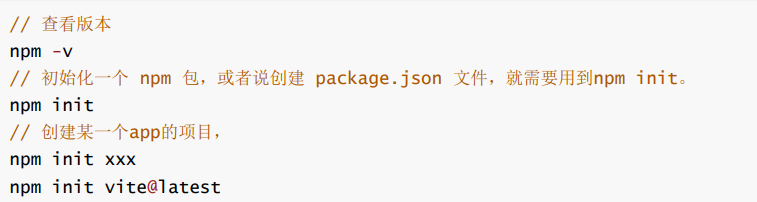 // 查看版本
npm -v
// 初始化一个 npm 包，或者说创建 package.json 文件，就需要用到npm init。
npm init
// 创建某一个app的项目，
npm init xxx
npm init vite@latest